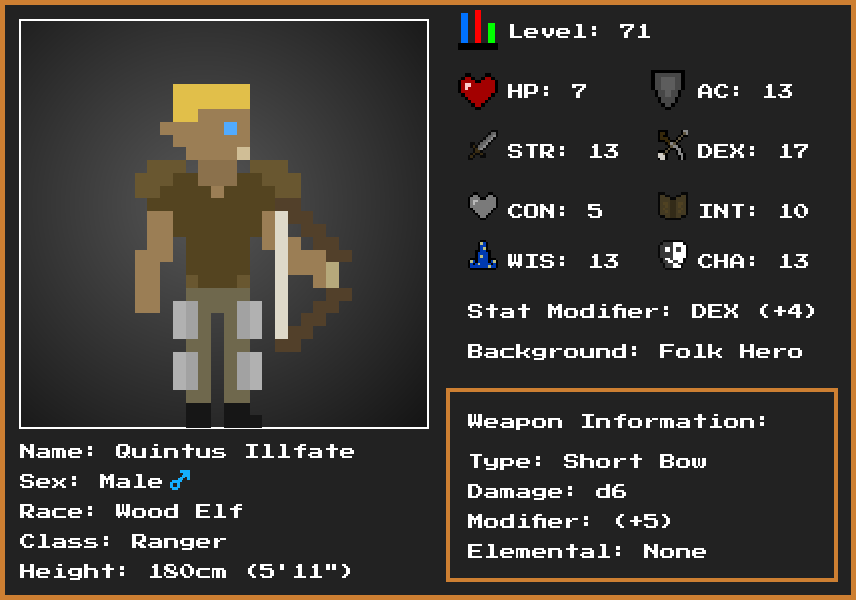 Level: 71
HP: 7
AC: 13
STR: 13
DEX: 17
CON: 5
INT: 10
WIS: 13
CHA: 13
Stat Modifier: DEX (+4)
Background: Folk Hero
Weapon Information:
Type: Short Bow
Damage: d6
Modifier: (+5)
Elemental: None
Name: Quintus Illfate
Sex: Male♂
Race: Wood Elf
Class: Ranger
Height: 180cm (5'11")